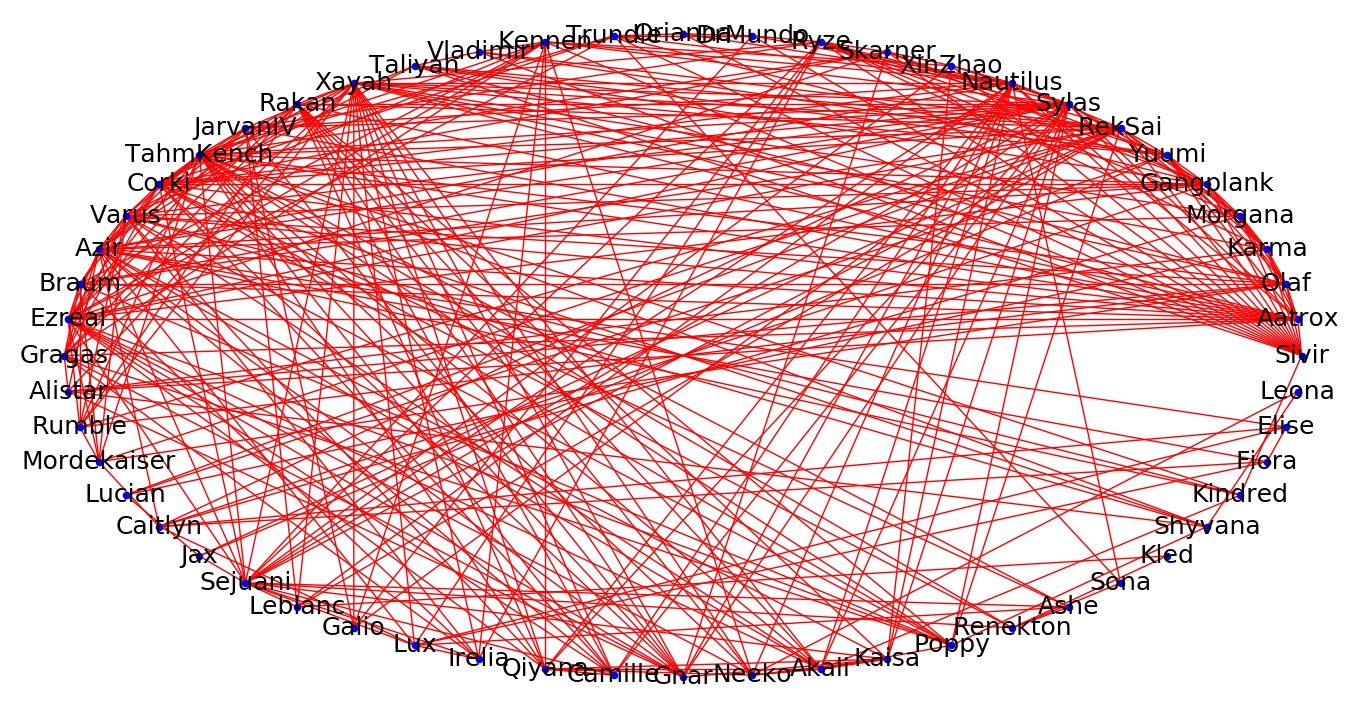 Kennen
Trundle
Orianna
DrMundo
Ryze
Vladimir
Skarner
Taliyah
XinZhao
Xayah
Nautilus
Rakan
Sylas
JarvanIV
RekSai
TahmKench
Yuumi
Corki
Gangplank
Varus
Morgana
Azir
Karma
Braum
Olaf
Ezreal
Aatrox
Gragas
Sivir
Alistar
Leona
Rumble
Elise
Mordekaiser
Fiora
Lucian
Kindred
Caitlyn
Shyvana
Jax
Kled
Sejuani
Sona
Leblanc
Ashe
Galio
Renekton
Lux
Poppy
Irelia
Kaisa
Qiyana
Camille
Gnar
Neeko
Akali